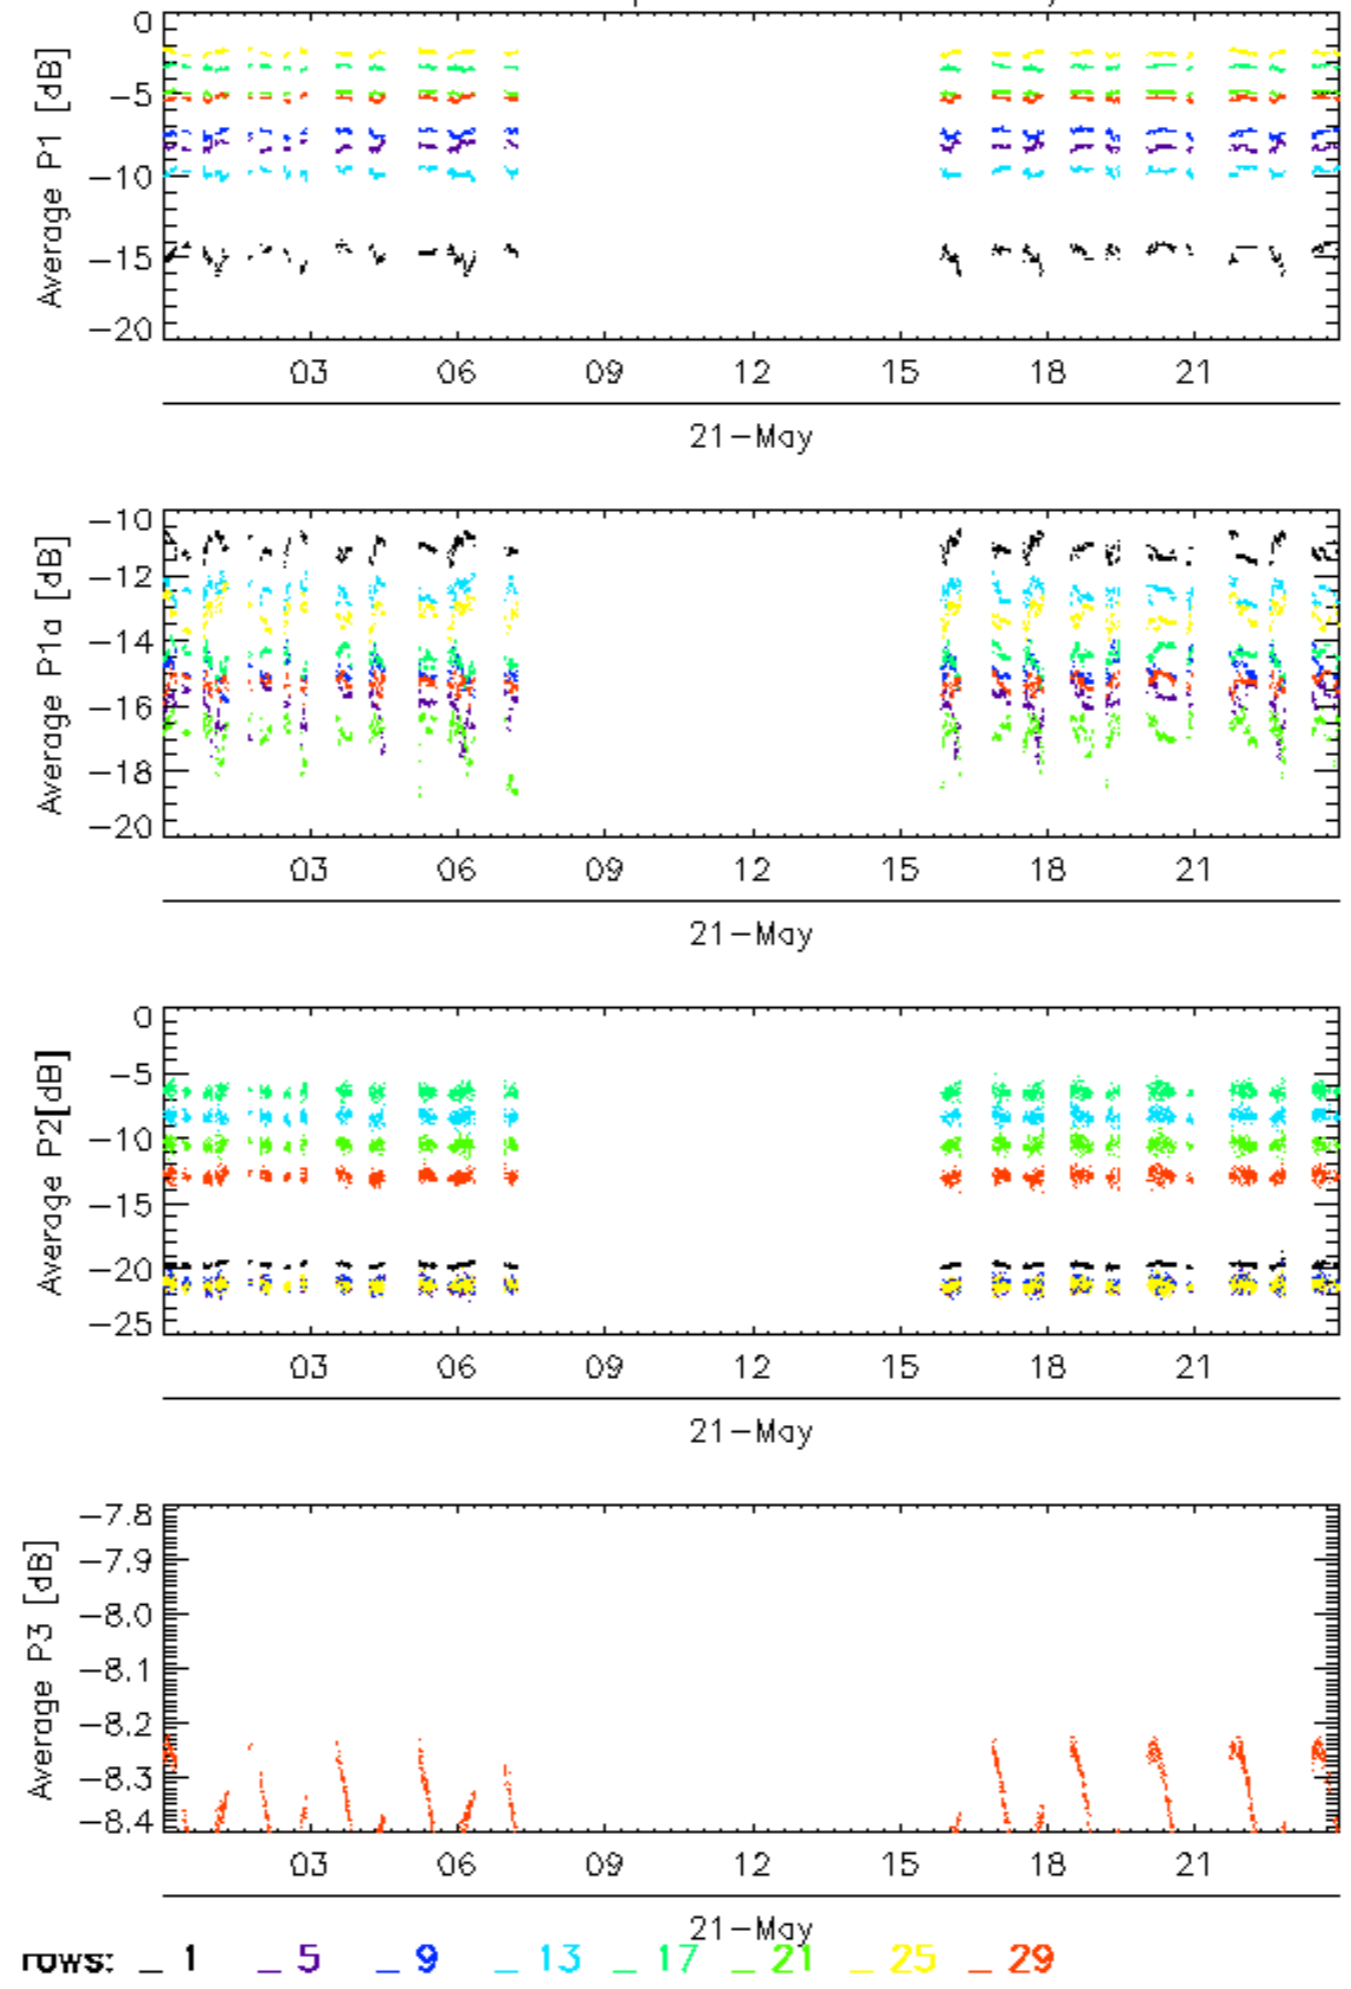 0
−5
−10
−15
−20
Average P1 [dB]
03 06 09 12 15 18 21
21−May
−10
−12
−14
−16
−18
−20
Average P1a [dB]
03 06 09 12 15 18 21
21−May
0
−5
−10
−15
−20
−25
Average P2[dB]
03 06 09 12 15 18 21
21−May
−7.8
−7.9
−8.0
−8.1
−8.2
−8.3
−8.4
Average P3 [dB]
03 06 09 12 15 18 21
21−May
rows: _ 1 _ 5 _ 9 _ 13 _ 17 _ 21 _ 25 _ 29